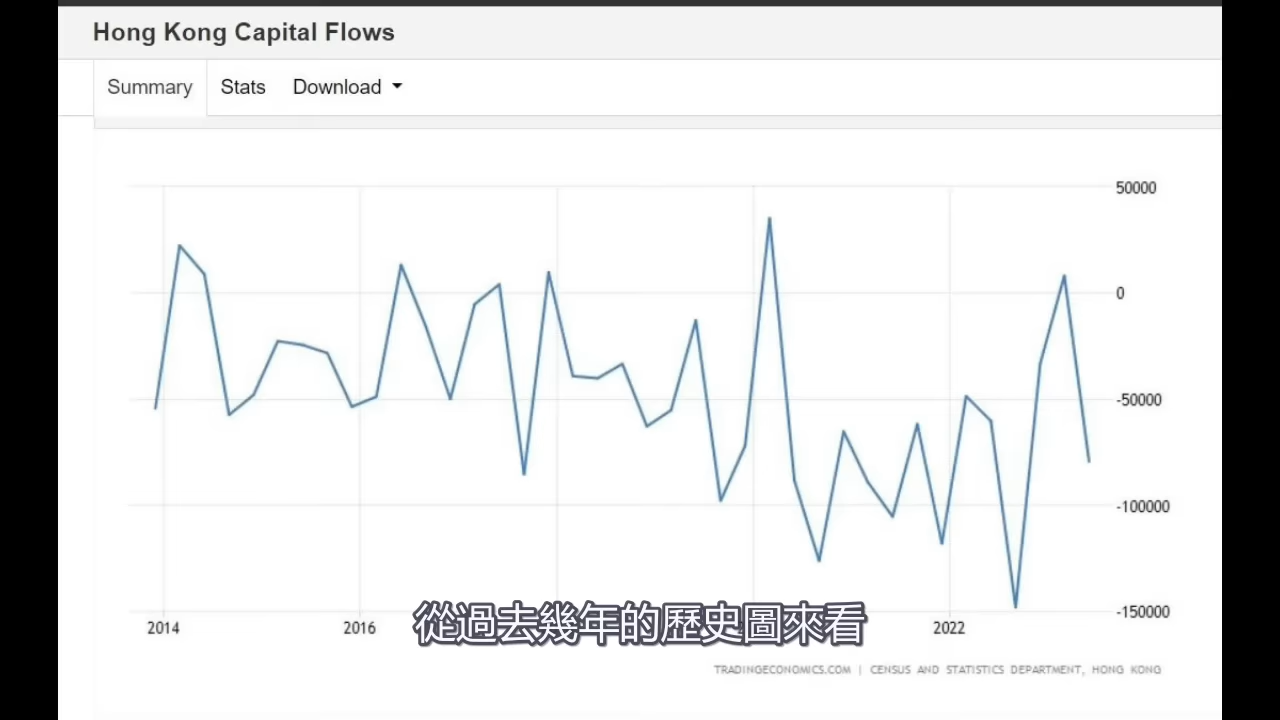 Hong Kong Capital Flows
Summary Stats Download
50000
0
-50000
-100000
-150000
2014 2016 2022
從過去幾年的歷史圖來看
TRADINGECONOMICS.COM | CENSUS AND STATISTICS DEPARTMENT, HONG KONG